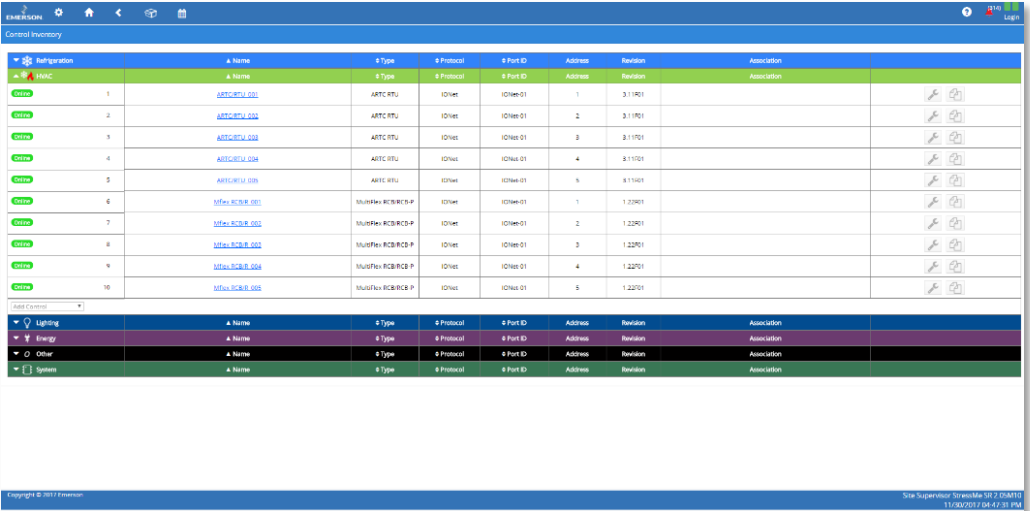 EMERSON (314) Login
Control Inventory
Refrigeration Name Type Protocol Port ID Address Revision Association
HVAC Name Type Protocol Port ID Address Revision Association
Online 1 ARTC/RTU_001 ARTC RTU IONet IONet-01 1 3.11F01
Online 2 ARTC/RTU_002 ARTC RTU IONet IONet-01 2 3.11F01
Online 3 ARTC/RTU_003 ARTC RTU IONet IONet-01 3 3.11F01
Online 4 ARTC/RTU_004 ARTC RTU IONet IONet-01 4 3.11F01
Online 5 ARTC/RTU_005 ARTC RTU IONet IONet-01 5 3.11F01
Online 6 Mflex RCB/R_001 MultiFlex RCB/RCB-P IONet IONet-01 1 1.22F01
Online 7 Mflex RCB/R_002 MultiFlex RCB/RCB-P IONet IONet-01 2 1.22F01
Online 8 Mflex RCB/R_003 MultiFlex RCB/RCB-P IONet IONet-01 3 1.22F01
Online 9 Mflex RCB/R_004 MultiFlex RCB/RCB-P IONet IONet-01 4 1.22F01
Online 10 Mflex RCB/R_005 MultiFlex RCB/RCB-P IONet IONet-01 5 1.22F01
Add Control
Lighting Name Type Protocol Port ID Address Revision Association
Energy Name Type Protocol Port ID Address Revision Association
Other Name Type Protocol Port ID Address Revision Association
System Name Type Protocol Port ID Address Revision Association
Copyright © 2017 Emerson Site Supervisor StressMe SR 2.05M10
11/30/2017 04:47:31 PM